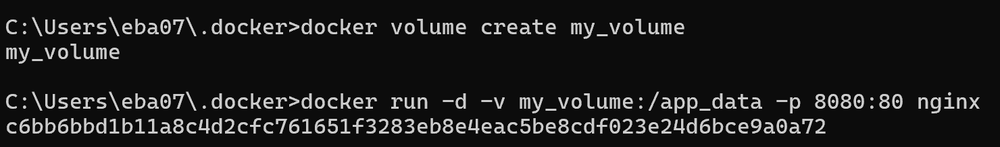 C:\Users\eba07\.docker>docker volume create my_volume
my_volume
C:\Users\eba07\.docker>docker run -d -v my_volume:/app_data -p 8080:80 nginx
c6bb6bbd1b11a8c4d2cfc761651f3283eb8e4eac5be8cdf023e24d6bce9a0a72